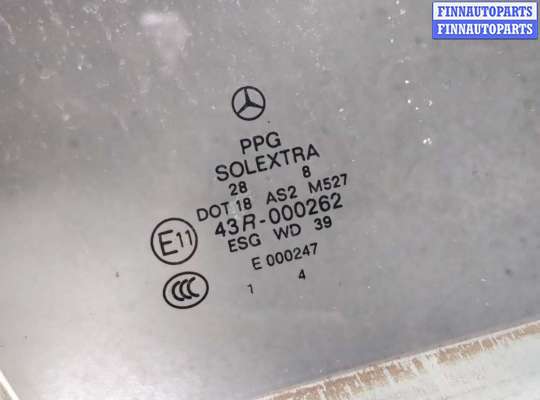 FINNAUTOPARTS
FINNAUTOPARTS
PPG
SOLEXTRA
28 8
DOT 18 AS2 M527
43R-000262
E11
ESG WD 39
E 000247
CCC
1 4